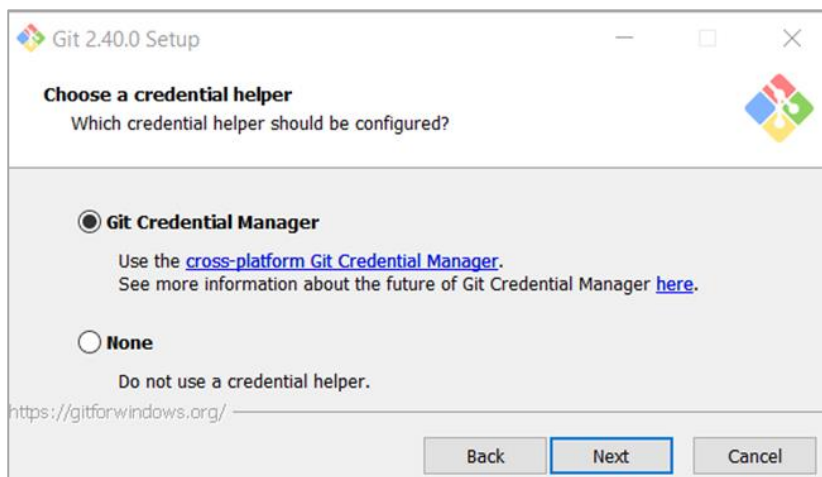 Git 2.40.0 Setup
Choose a credential helper
Which credential helper should be configured?
Git Credential Manager
Use the cross-platform Git Credential Manager.
See more information about the future of Git Credential Manager here.
None
Do not use a credential helper.
https://gitforwindows.org/
Back Next Cancel